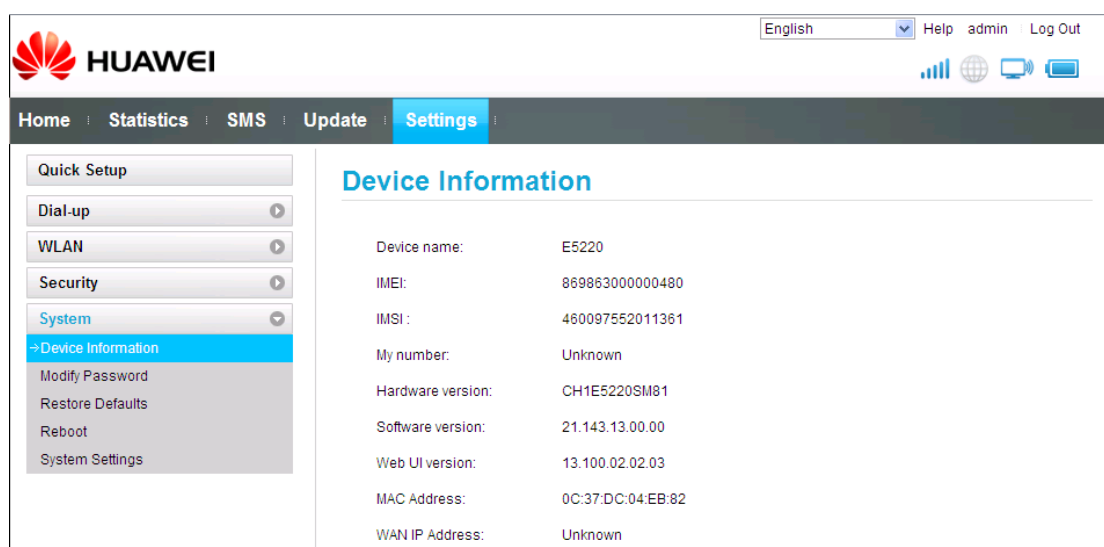 English Help admin Log Out
HUAWEI
Home Statistics SMS Update Settings
Quick Setup
Dial-up
WLAN
Security
System
→Device Information
Modify Password
Restore Defaults
Reboot
System Settings
Device Information
Device name: E5220
IMEI: 869863000000480
IMSI : 460097552011361
My number: Unknown
Hardware version: CH1E5220SM81
Software version: 21.143.13.00.00
Web UI version: 13.100.02.02.03
MAC Address: 0C:37:DC:04:EB:82
WAN IP Address: Unknown